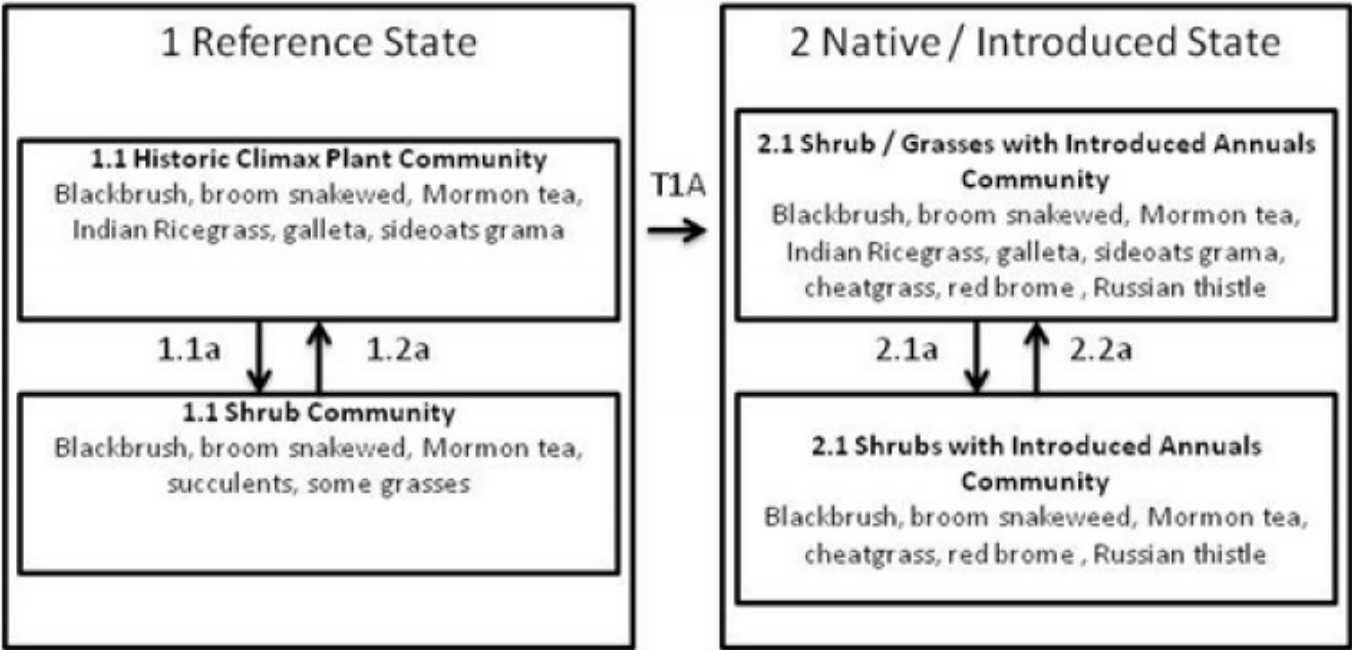 1 Reference State
1.1 Historic Climax Plant Community
Blackbrush, broom snakewed, Mormon tea,
Indian Ricegrass, galleta, sideoats grama
1.1a
1.2a
1.1 Shrub Community
Blackbrush, broom snakewed, Mormon tea,
succulents, some grasses
T1A
2 Native / Introduced State
2.1 Shrub / Grasses with Introduced Annuals
Community
Blackbrush, broom snakewed, Mormon tea,
Indian Ricegrass, galleta, sideoats grama,
cheatgrass, red brome , Russian thistle
2.1a
2.2a
2.1 Shrubs with Introduced Annuals
Community
Blackbrush, broom snakeweed, Mormon tea,
cheatgrass, red brome , Russian thistle